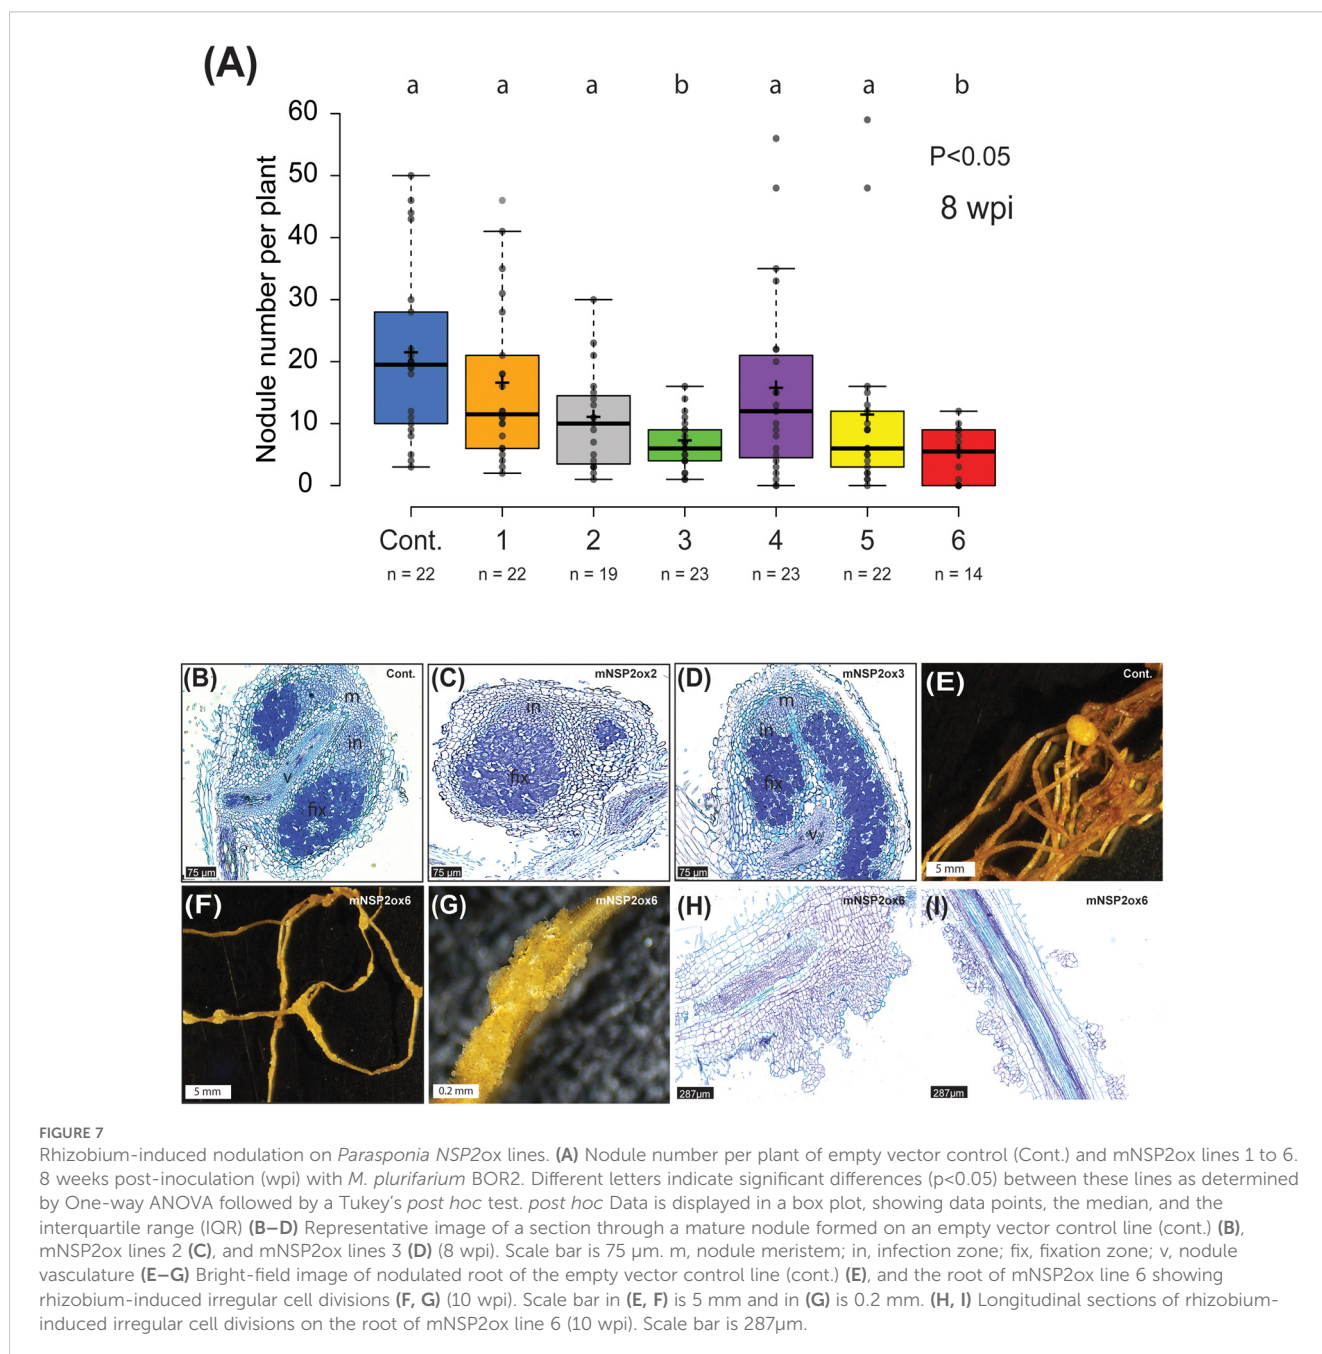 (A)
a a a b a a b
60
50
40
30
20
10
0
Nodule number per plant
P<0.05
8 wpi
Cont. 1 2 3 4 5 6
n = 22 n = 22 n = 19 n = 23 n = 23 n = 22 n = 14
(B) Cont. m in v fix 75 µm
(C) mNSP2ox2 in fix 75 µm
(D) mNSP2ox3 m in fix v 75 µm
(E) Cont. 5 mm
(F) mNSP2ox6 5 mm
(G) mNSP2ox6 0.2 mm
(H) mNSP2ox6 287µm
(I) mNSP2ox6 287µm
FIGURE 7
Rhizobium-induced nodulation on Parasponia NSP2ox lines. (A) Nodule number per plant of empty vector control (Cont.) and mNSP2ox lines 1 to 6.
8 weeks post-inoculation (wpi) with M. plurifarium BOR2. Different letters indicate significant differences (p<0.05) between these lines as determined
by One-way ANOVA followed by a Tukey's post hoc test. post hoc Data is displayed in a box plot, showing data points, the median, and the
interquartile range (IQR) (B–D) Representative image of a section through a mature nodule formed on an empty vector control line (cont.) (B),
mNSP2ox lines 2 (C), and mNSP2ox lines 3 (D) (8 wpi). Scale bar is 75 µm. m, nodule meristem; in, infection zone; fix, fixation zone; v, nodule
vasculature (E–G) Bright-field image of nodulated root of the empty vector control line (cont.) (E), and the root of mNSP2ox line 6 showing
rhizobium-induced irregular cell divisions (F, G) (10 wpi). Scale bar in (E, F) is 5 mm and in (G) is 0.2 mm. (H, I) Longitudinal sections of rhizobium-
induced irregular cell divisions on the root of mNSP2ox line 6 (10 wpi). Scale bar is 287µm.